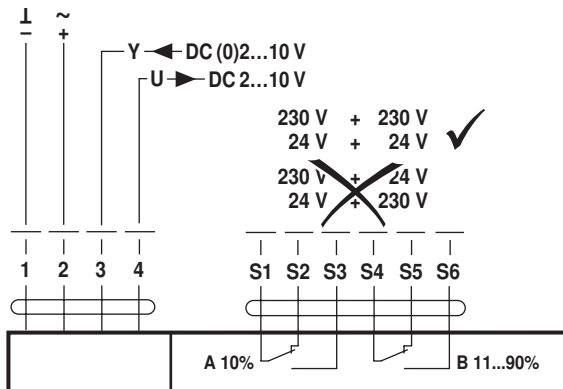 ⊥ ~
– +
Y DC (0)2...10 V
U DC 2...10 V
230 V + 230 V
24 V + 24 V
230 V + 24 V
24 V + 230 V
1 2 3 4 S1 S2 S3 S4 S5 S6
A 10% B 11...90%